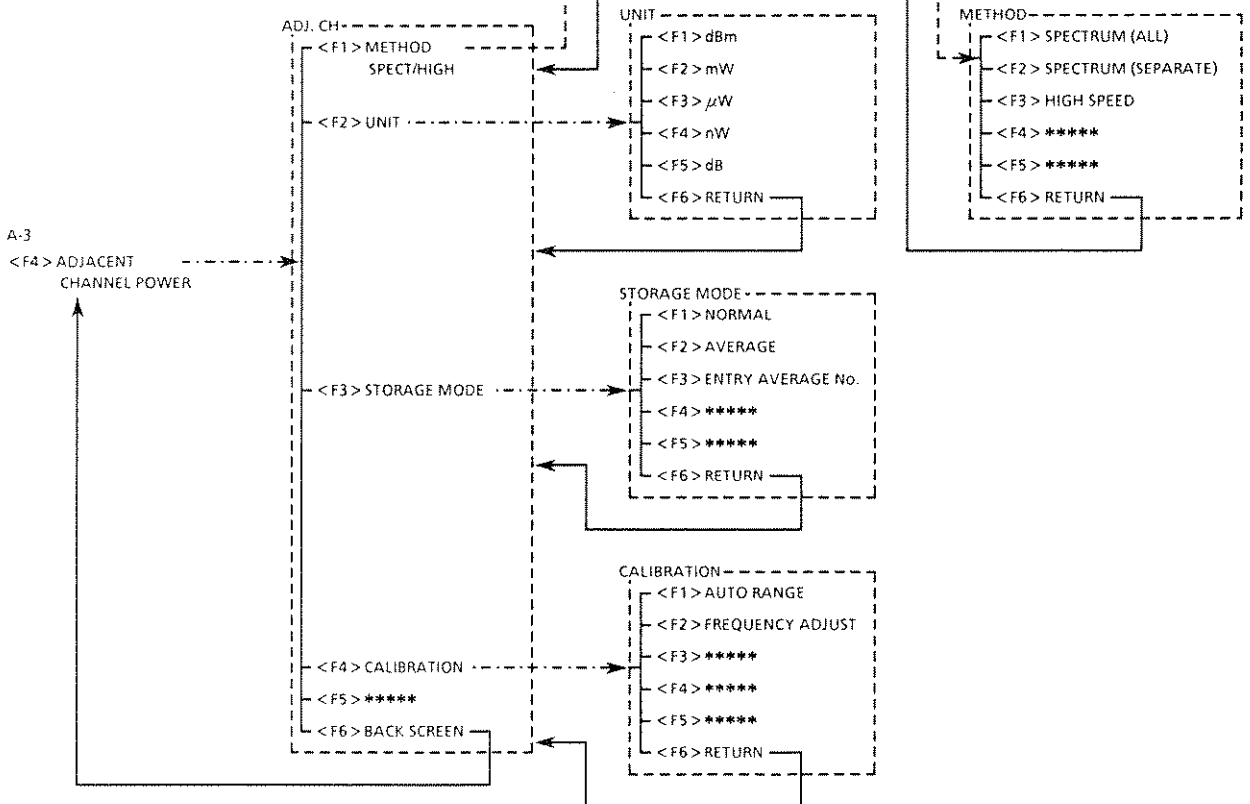 A-3
<F4> ADJACENT
CHANNEL POWER
ADJ. CH
<F1> METHOD
SPECT/HIGH
<F2> UNIT
<F3> STORAGE MODE
<F4> CALIBRATION
<F5> *****
<F6> BACK SCREEN
UNIT
<F1> dBm
<F2> mW
<F3> μW
<F4> nW
<F5> dB
<F6> RETURN
STORAGE MODE
<F1> NORMAL
<F2> AVERAGE
<F3> ENTRY AVERAGE No.
<F4> *****
<F5> *****
<F6> RETURN
CALIBRATION
<F1> AUTO RANGE
<F2> FREQUENCY ADJUST
<F3> *****
<F4> *****
<F5> *****
<F6> RETURN
METHOD
<F1> SPECTRUM (ALL)
<F2> SPECTRUM (SEPARATE)
<F3> HIGH SPEED
<F4> *****
<F5> *****
<F6> RETURN